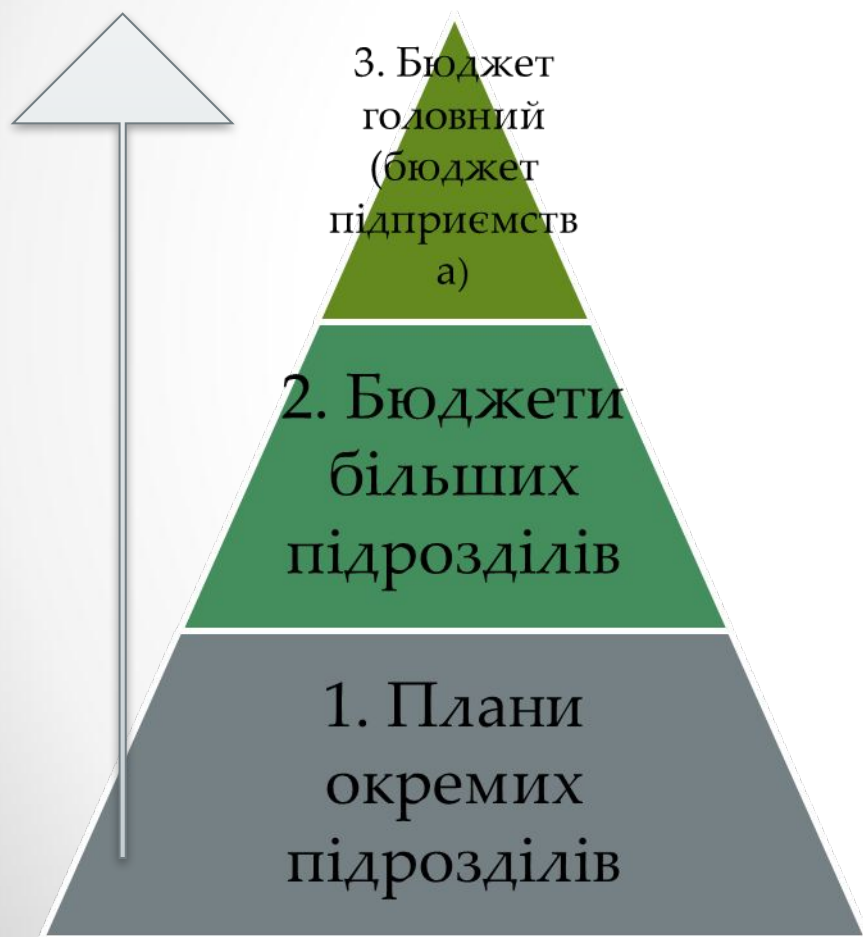 3. Бюджет
головний
(бюджет
підприємств
а)
2. Бюджети
більших
підрозділів
1. Плани
окремих
підрозділів